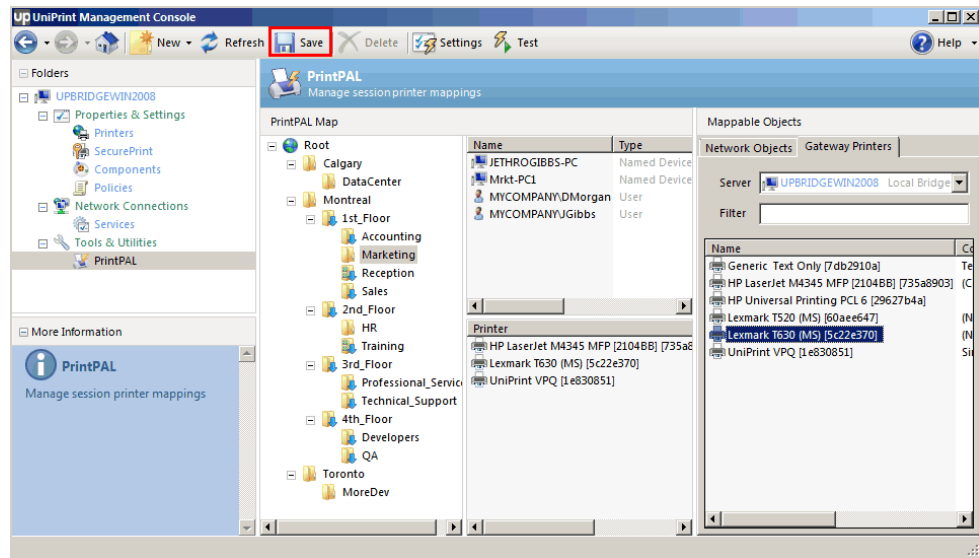 up UniPrint Management Console
New Refresh Save Delete Settings Test Help
Folders
UPBRIDGEWIN2008
Properties & Settings
Printers
SecurePrint
Components
Policies
Network Connections
Services
Tools & Utilities
PrintPAL
More Information
PrintPAL
Manage session printer mappings
PrintPAL
Manage session printer mappings
PrintPAL Map
Root
Calgary
DataCenter
Montreal
1st_Floor
Accounting
Marketing
Reception
Sales
2nd_Floor
HR
Training
3rd_Floor
Professional_Servic
Technical_Support
4th_Floor
Developers
QA
Toronto
MoreDev
Name Type
JETHROGIBBS-PC Named Device
Mrkt-PC1 Named Device
MYCOMPANY\DMorgan User
MYCOMPANY\JGibbs User
Printer
HP LaserJet M4345 MFP [2104BB] [735a8
Lexmark T630 (MS) [5c22e370]
UniPrint VPQ [1e830851]
Mappable Objects
Network Objects Gateway Printers
Server UPBRIDGEWIN2008 Local Bridge
Filter
Name Co
Generic Text Only [7db2910a] Te
HP LaserJet M4345 MFP [2104BB] [735a8903] (C
HP Universal Printing PCL 6 [29627b4a]
Lexmark T520 (MS) [60aee647] (N
Lexmark T630 (MS) [5c22e370] (N
UniPrint VPQ [1e830851] Si